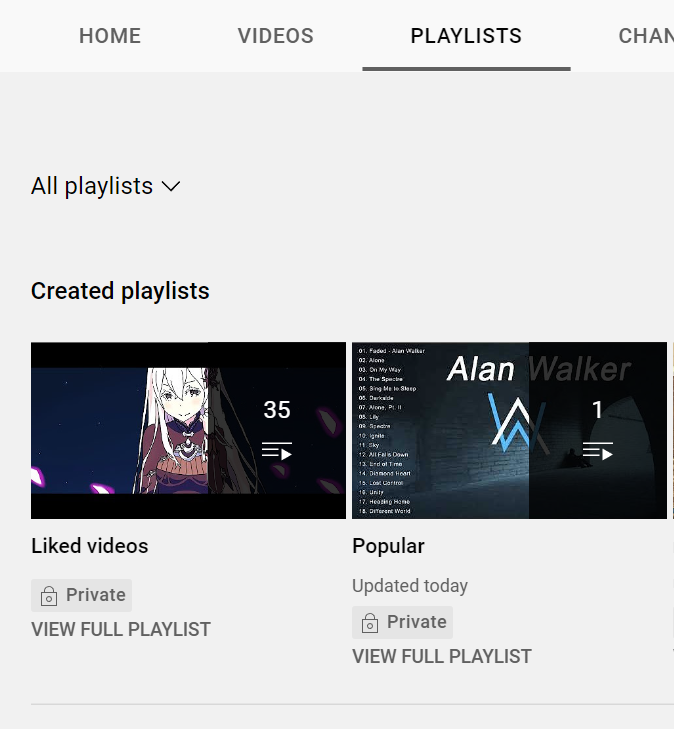 HOME
VIDEOS
PLAYLISTS
CHAN
All playlists
Created playlists
35
Liked videos
Private
VIEW FULL PLAYLIST
01. Faded - Alan Walker
02. Alone
03. On My Way
04. The Spectre
05. Sing Me to Sleep
06. Darkside
07. Alone, Pt. II
08. Lily
09. Spectre
10. Ignite
11. Sky
12. All Falls Down
13. End of Time
14. Diamond Heart
15. Lost Control
16. Unity
17. Heading Home
18. Different World
Alan Walker
1
Popular
Updated today
Private
VIEW FULL PLAYLIST